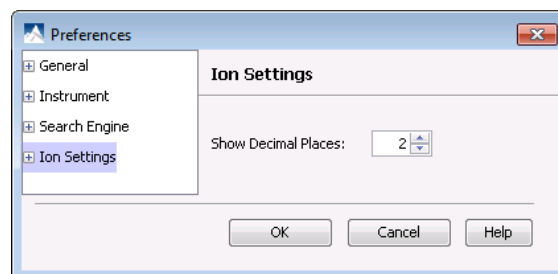 Preferences
General
Instrument
Search Engine
Ion Settings
Ion Settings
Show Decimal Places: 2
OK Cancel Help